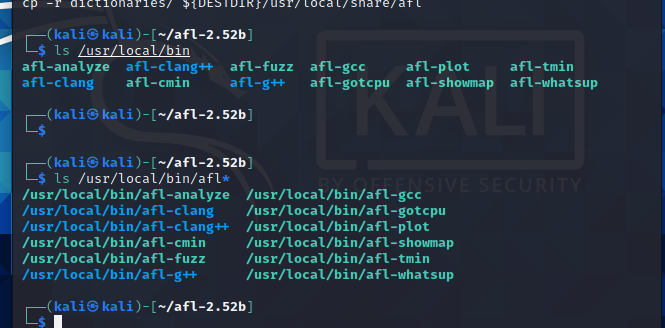 cp -r dictionaries/ ${DESTDIR}/usr/local/share/afl
┌──(kali㉿kali)-[~/afl-2.52b]
└─$ ls /usr/local/bin
afl-analyze  afl-clang++  afl-fuzz  afl-gcc  afl-plot  afl-tmin
afl-clang  afl-cmin  afl-g++  afl-gotcpu  afl-showmap  afl-whatsup
┌──(kali㉿kali)-[~/afl-2.52b]
└─$
┌──(kali㉿kali)-[~/afl-2.52b]
└─$ ls /usr/local/bin/afl*
/usr/local/bin/afl-analyze  /usr/local/bin/afl-gcc
/usr/local/bin/afl-clang  /usr/local/bin/afl-gotcpu
/usr/local/bin/afl-clang++  /usr/local/bin/afl-plot
/usr/local/bin/afl-cmin  /usr/local/bin/afl-showmap
/usr/local/bin/afl-fuzz  /usr/local/bin/afl-tmin
/usr/local/bin/afl-g++  /usr/local/bin/afl-whatsup
┌──(kali㉿kali)-[~/afl-2.52b]
└─$
KALI
BY OFFENSIVE SECURITY